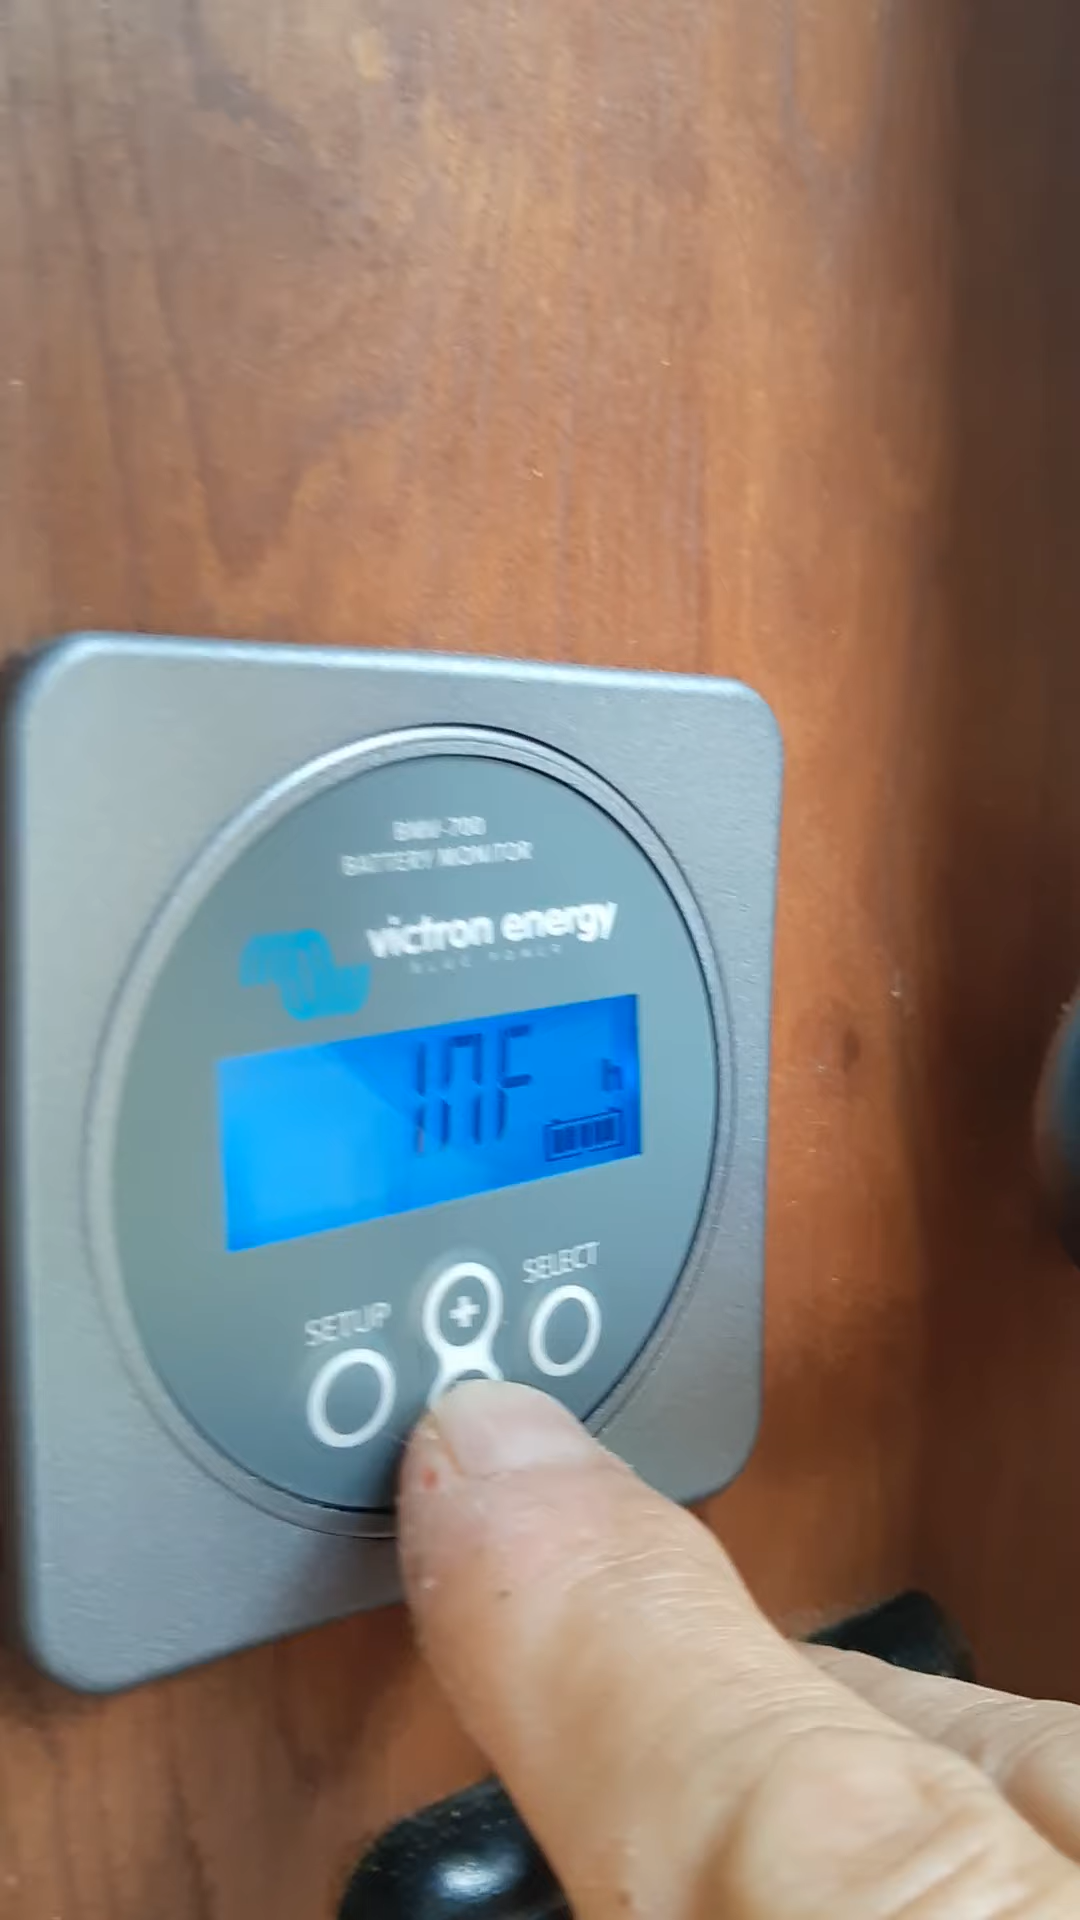 BMV-700
BATTERY MONITOR
victron energy
BLUE POWER
INF
h
SETUP
+
SELECT